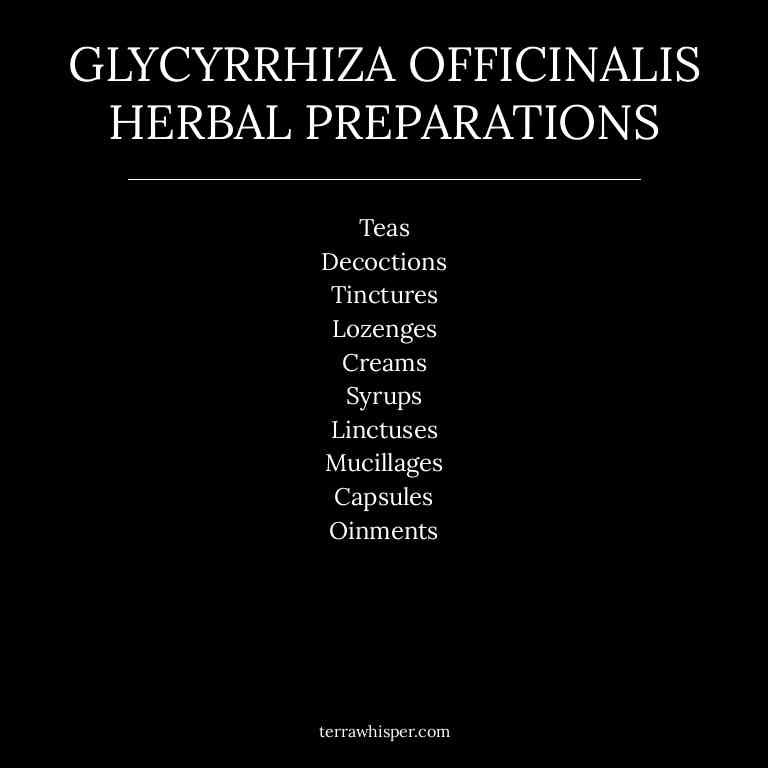 GLYCYRRHIZA OFFICINALIS
HERBAL PREPARATIONS
Teas
Decoctions
Tinctures
Lozenges
Creams
Syrups
Linctuses
Mucillages
Capsules
Oinments
terrawhisper.com